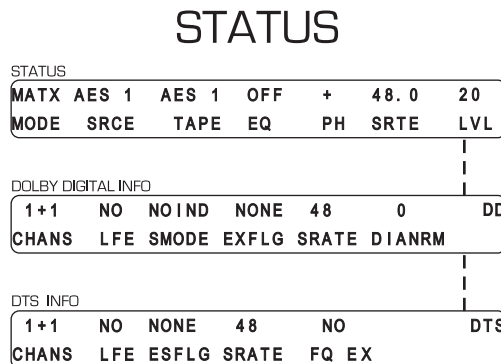 STATUS
STATUS
MATX AES 1 AES 1 OFF + 48.0 20
MODE SRCE TAPE EQ PH SRTE LVL
DOLBY DIGITAL INFO
1+1 NO NOIND NONE 48 0 DD
CHANS LFE SMODE EXFLG SRATE DIANRM
DTS INFO
1+1 NO NONE 48 NO DTS
CHANS LFE ESFLG SRATE FQ EX